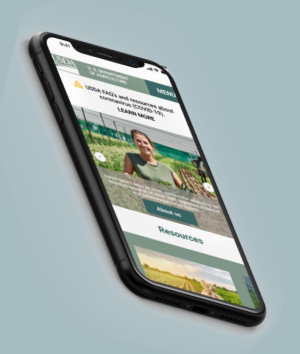 9:41
USDA
U.S. DEPARTMENT
OF AGRICULTURE
MENU
USDA FAQ's and resources about
coronavirus (COVID-19).
LEARN MORE
About us
Resources